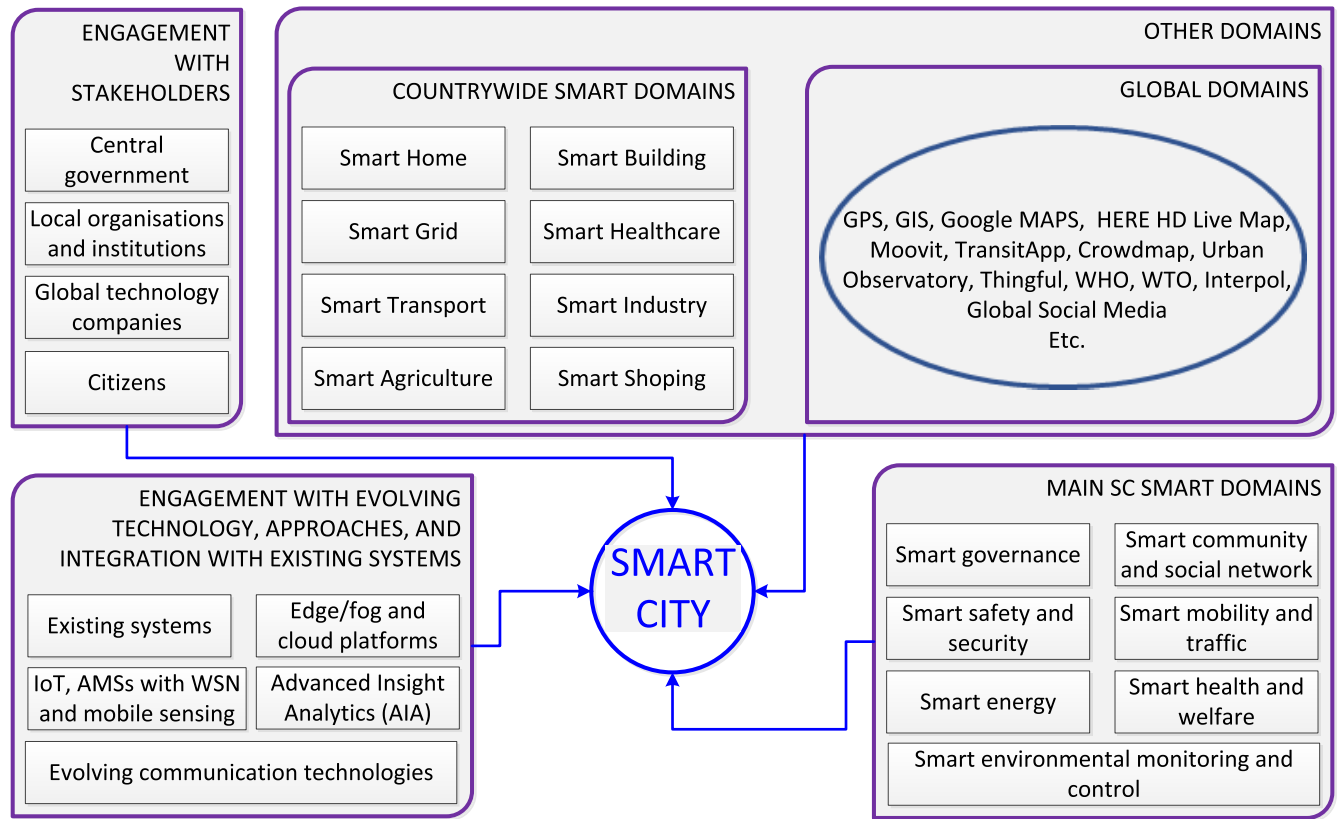 ENGAGEMENT
WITH
STAKEHOLDERS
Central
government
Local organisations
and institutions
Global technology
companies
Citizens
OTHER DOMAINS
COUNTRYWIDE SMART DOMAINS
Smart Home
Smart Building
Smart Grid
Smart Healthcare
Smart Transport
Smart Industry
Smart Agriculture
Smart Shoping
GLOBAL DOMAINS
GPS, GIS, Google MAPS, HERE HD Live Map,
Moovit, TransitApp, Crowdmap, Urban
Observatory, Thingful, WHO, WTO, Interpol,
Global Social Media
Etc.
ENGAGEMENT WITH EVOLVING
TECHNOLOGY, APPROACHES, AND
INTEGRATION WITH EXISTING SYSTEMS
Existing systems
Edge/fog and
cloud platforms
IoT, AMSs with WSN
and mobile sensing
Advanced Insight
Analytics (AIA)
Evolving communication technologies
SMART
CITY
MAIN SC SMART DOMAINS
Smart governance
Smart community
and social network
Smart safety and
security
Smart mobility and
traffic
Smart energy
Smart health and
welfare
Smart environmental monitoring and
control